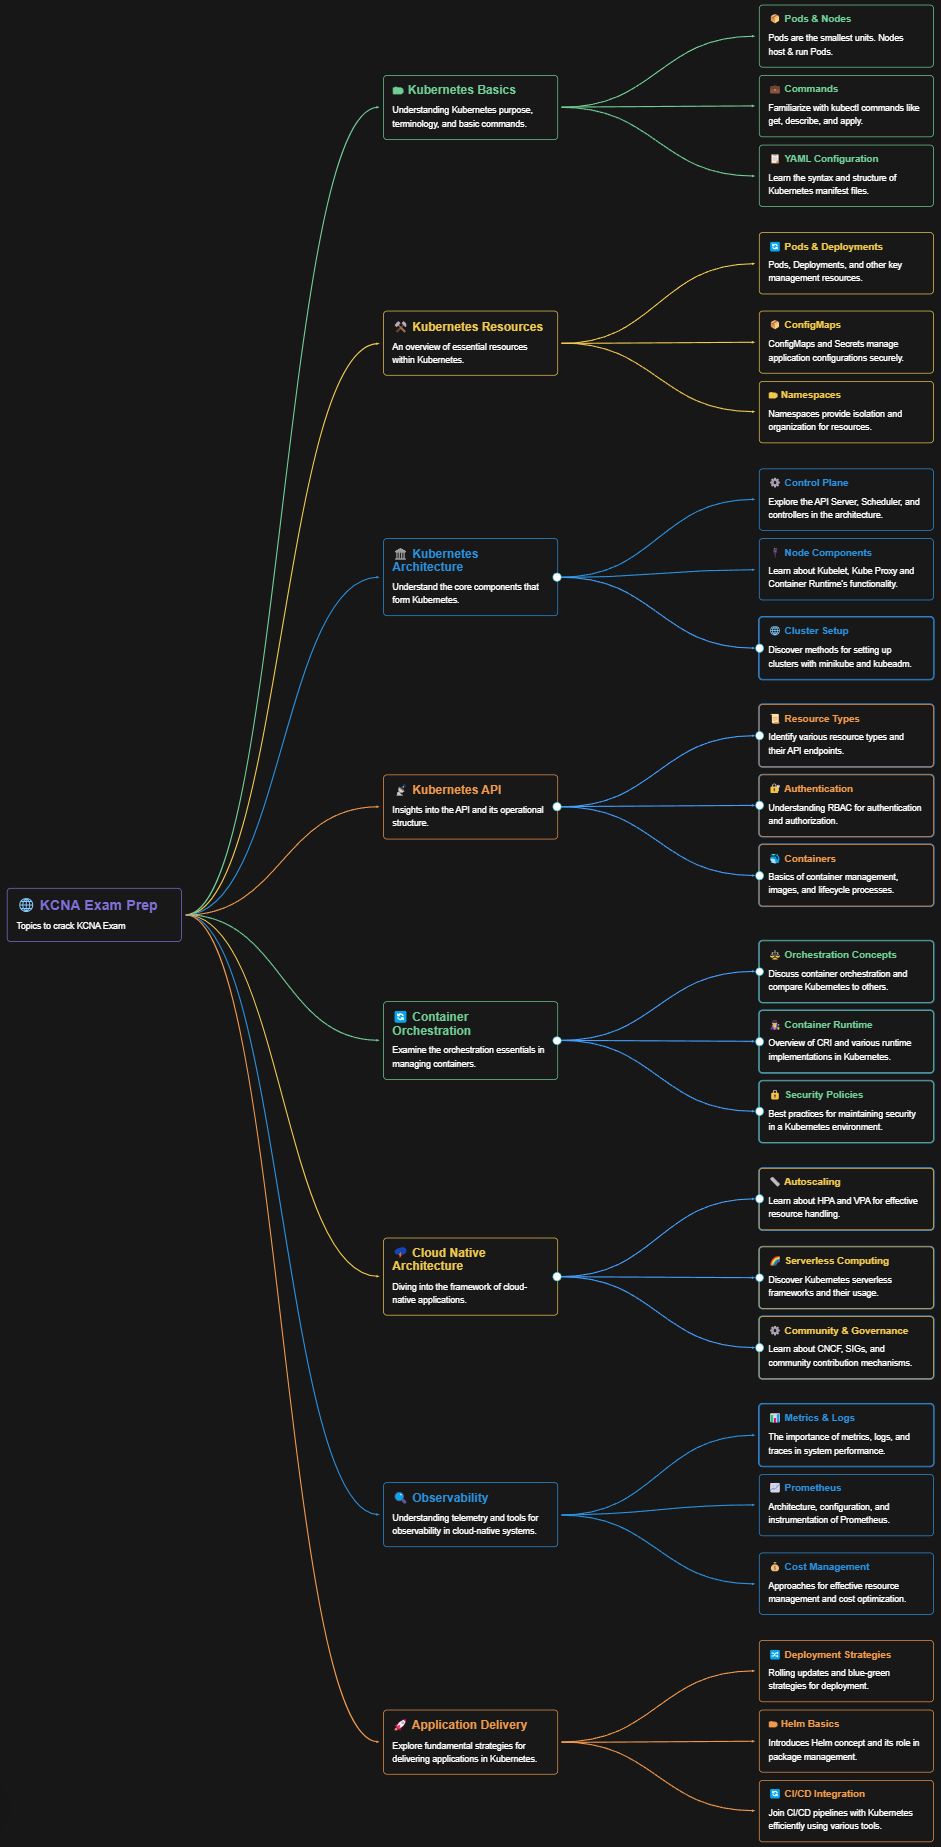 KCNA Exam Prep
Topics to crack KCNA Exam
Kubernetes Basics
Understanding Kubernetes purpose,
terminology, and basic commands.
Pods & Nodes
Pods are the smallest units. Nodes
host & run Pods.
Commands
Familiarize with kubectl commands like
get, describe, and apply.
YAML Configuration
Learn the syntax and structure of
Kubernetes manifest files.
Kubernetes Resources
An overview of essential resources
within Kubernetes.
Pods & Deployments
Pods, Deployments, and other key
management resources.
ConfigMaps
ConfigMaps and Secrets manage
application configurations securely.
Namespaces
Namespaces provide isolation and
organization for resources.
Kubernetes
Architecture
Understand the core components that
form Kubernetes.
Control Plane
Explore the API Server, Scheduler, and
controllers in the architecture.
Node Components
Learn about Kubelet, Kube Proxy and
Container Runtime's functionality.
Cluster Setup
Discover methods for setting up
clusters with minikube and kubeadm.
Kubernetes API
Insights into the API and its operational
structure.
Resource Types
Identify various resource types and
their API endpoints.
Authentication
Understanding RBAC for authentication
and authorization.
Containers
Basics of container management,
images, and lifecycle processes.
Container
Orchestration
Examine the orchestration essentials in
managing containers.
Orchestration Concepts
Discuss container orchestration and
compare Kubernetes to others.
Container Runtime
Overview of CRI and various runtime
implementations in Kubernetes.
Security Policies
Best practices for maintaining security
in a Kubernetes environment.
Cloud Native
Architecture
Diving into the framework of cloud-
native applications.
Autoscaling
Learn about HPA and VPA for effective
resource handling.
Serverless Computing
Discover Kubernetes serverless
frameworks and their usage.
Community & Governance
Learn about CNCF, SIGs, and
community contribution mechanisms.
Observability
Understanding telemetry and tools for
observability in cloud-native systems.
Metrics & Logs
The importance of metrics, logs, and
traces in system performance.
Prometheus
Architecture, configuration, and
instrumentation of Prometheus.
Cost Management
Approaches for effective resource
management and cost optimization.
Application Delivery
Explore fundamental strategies for
delivering applications in Kubernetes.
Deployment Strategies
Rolling updates and blue-green
strategies for deployment.
Helm Basics
Introduces Helm concept and its role in
package management.
CI/CD Integration
Join CI/CD pipelines with Kubernetes
efficiently using various tools.